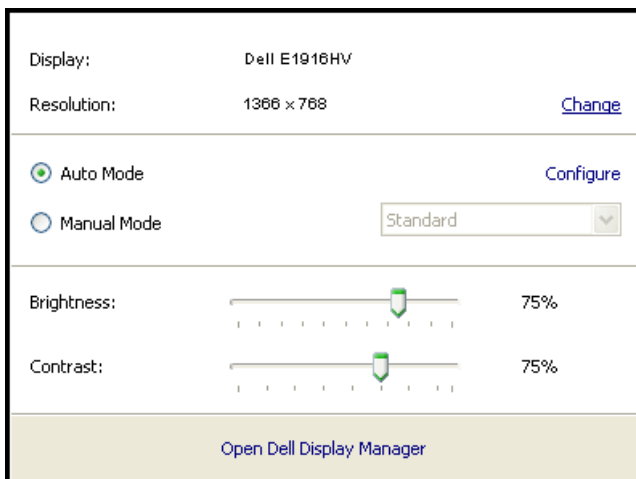 Display: Dell E1916HV
Resolution: 1366 x 768 Change
Auto Mode Configure
Manual Mode Standard
Brightness: 75%
Contrast: 75%
Open Dell Display Manager